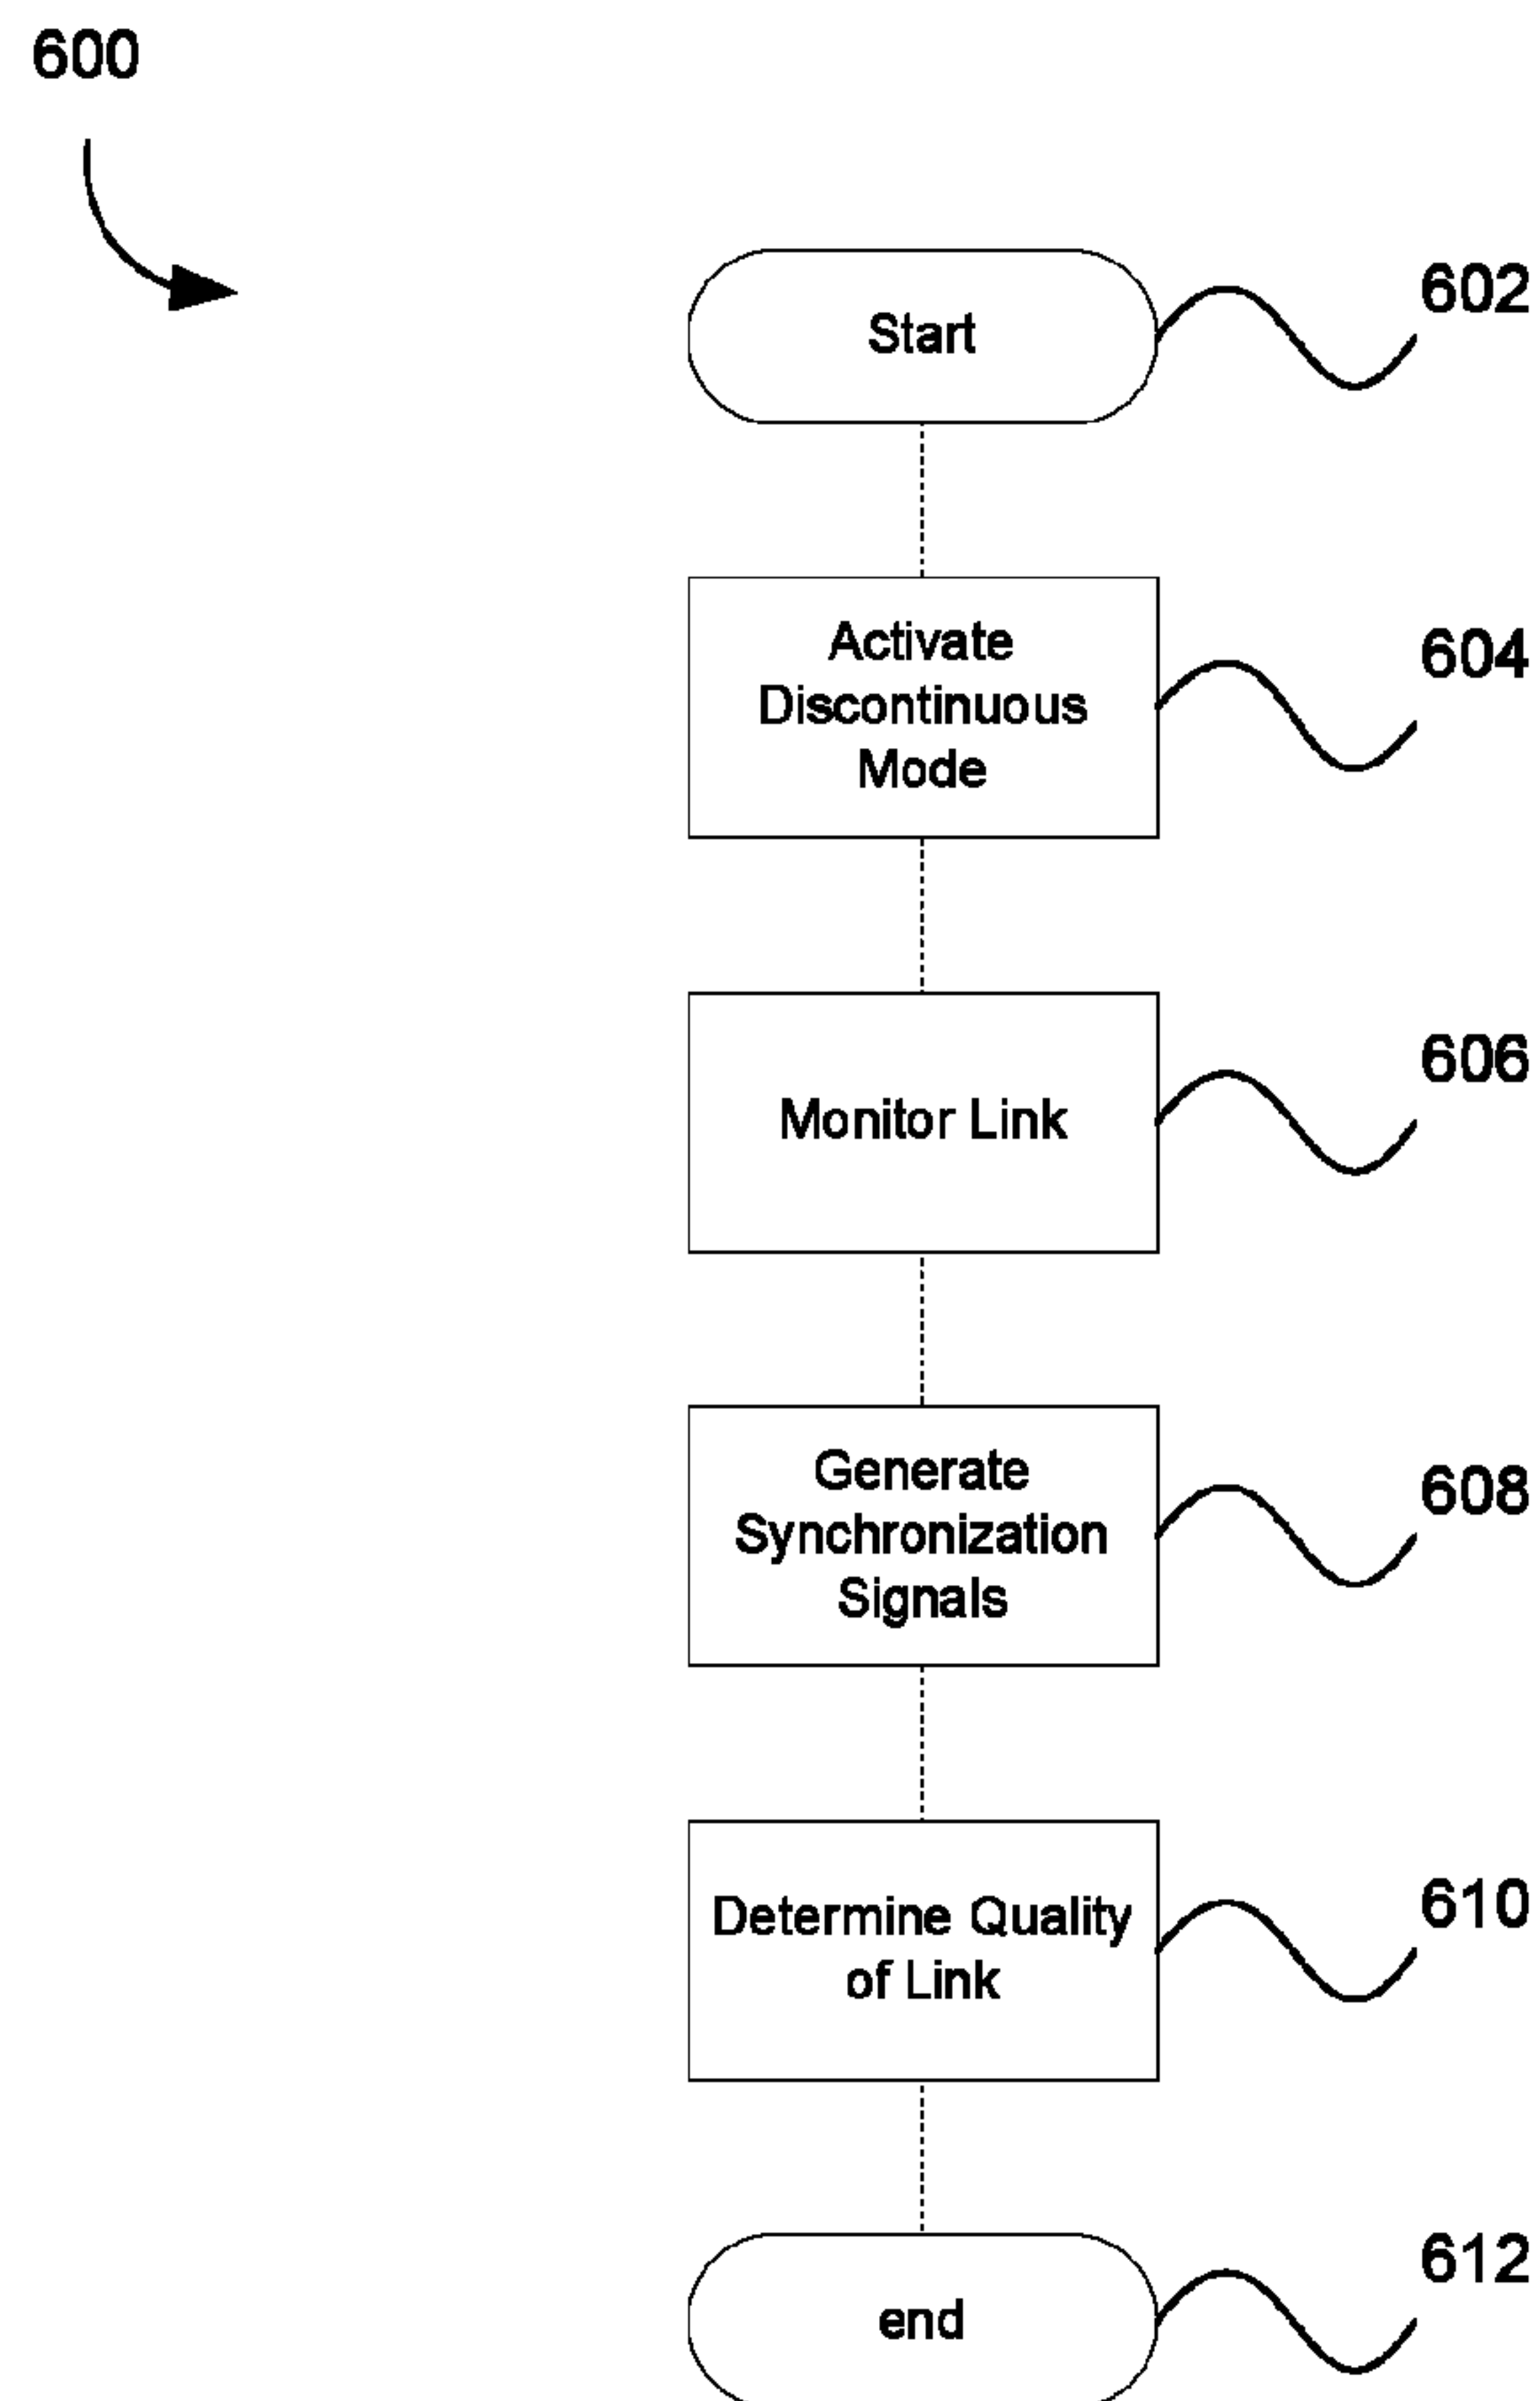 600
Start
602
Activate
Discontinuous
Mode
604
Monitor Link
606
Generate
Synchronization
Signals
608
Determine Quality
of Link
610
end
612